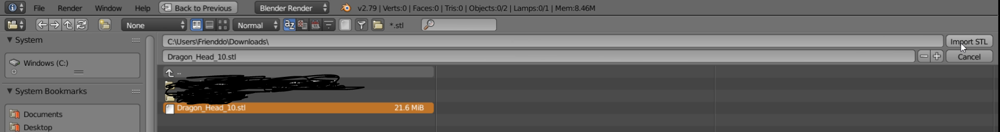 File Render Window Help Back to Previous Blender Render v2.79 | Verts:0 | Faces:0 | Tris:0 | Objects:0/2 | Lamps:0/1 | Mem:8.46M
None Normal az *.stl
System C:\Users\Frienddo\Downloads\ Import STL
Windows (C:) Dragon_Head_10.stl Cancel
..
System Bookmarks
Dragon_Head_10.stl 21.6 MiB
Documents
Desktop